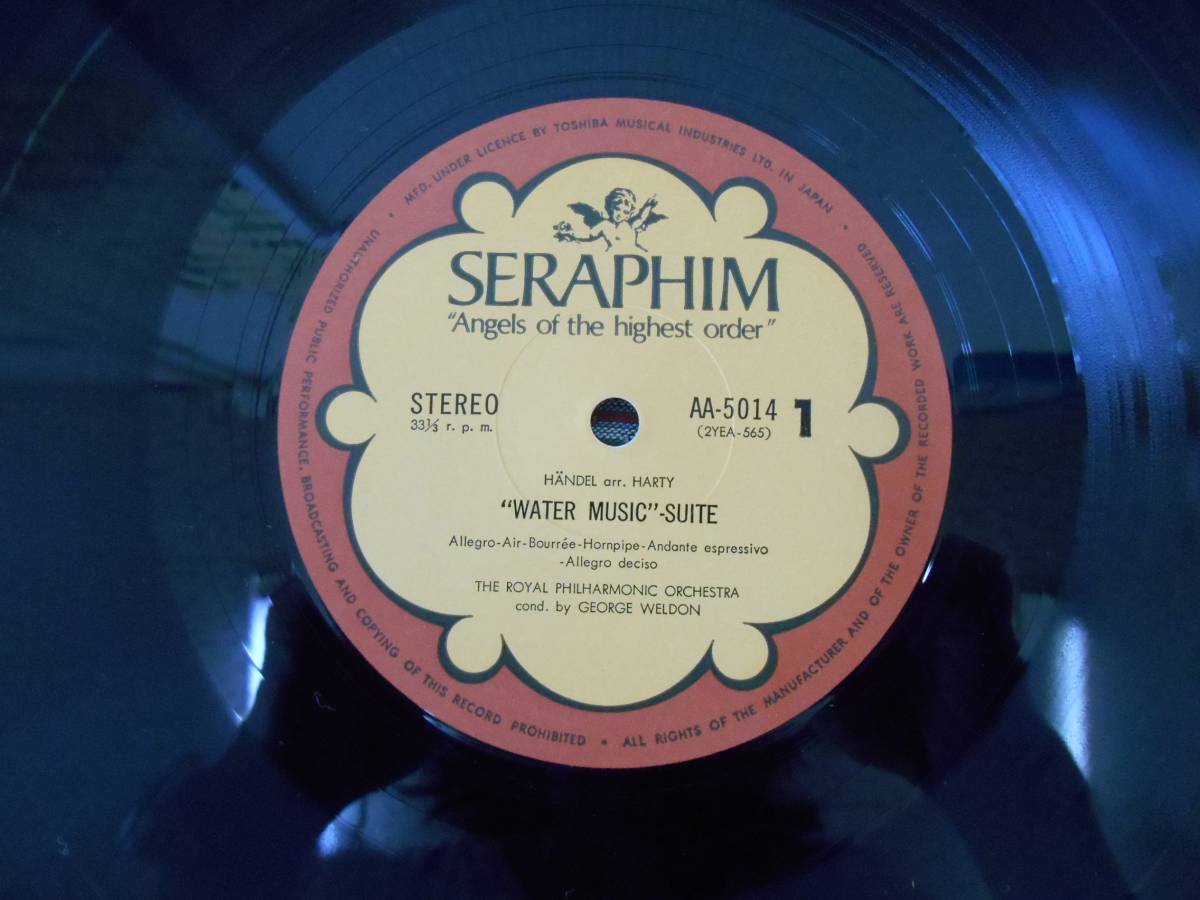 MFD. UNDER LICENCE BY TOSHIBA MUSICAL INDUSTRIES LTD. IN JAPAN •
SERAPHIM
"Angels of the highest order"
STEREO
33⅓ r. p. m.
AA-5014 1
(2YEA-565)
HÄNDEL arr. HARTY
"WATER MUSIC"-SUITE
Allegro-Air-Bourrée-Hornpipe-Andante espressivo
-Allegro deciso
THE ROYAL PHILHARMONIC ORCHESTRA
cond. by GEORGE WELDON
UNAUTHORIZED PUBLIC PERFORMANCE, BROADCASTING AND COPYING OF THIS RECORD PROHIBITED •
ALL RIGHTS OF THE MANUFACTURER AND OF THE OWNER OF THE RECORDED WORK ARE RESERVED •